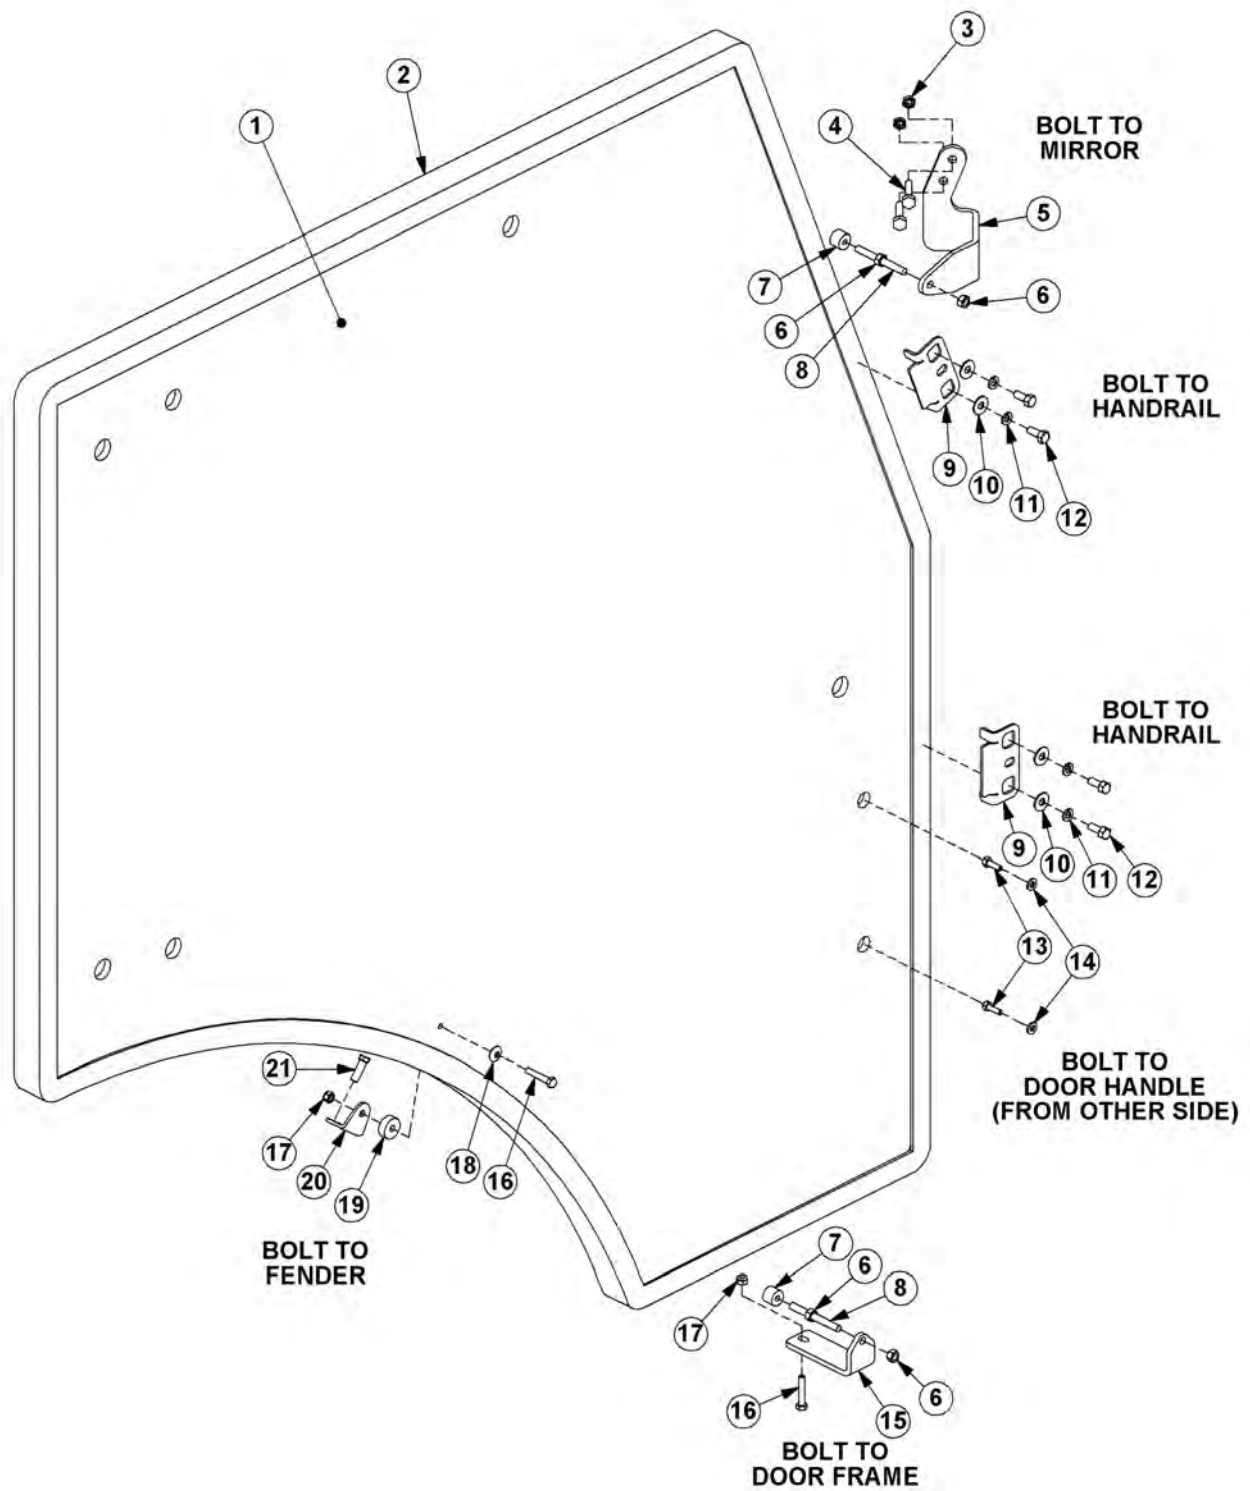 3
2
1
4
BOLT TO
MIRROR
5
7
6
6
8
BOLT TO
HANDRAIL
9
10
11
12
BOLT TO
HANDRAIL
9
10
11
12
13
14
BOLT TO
DOOR HANDLE
(FROM OTHER SIDE)
21
17
20
19
18
16
BOLT TO
FENDER
7
6
8
17
6
16
15
BOLT TO
DOOR FRAME